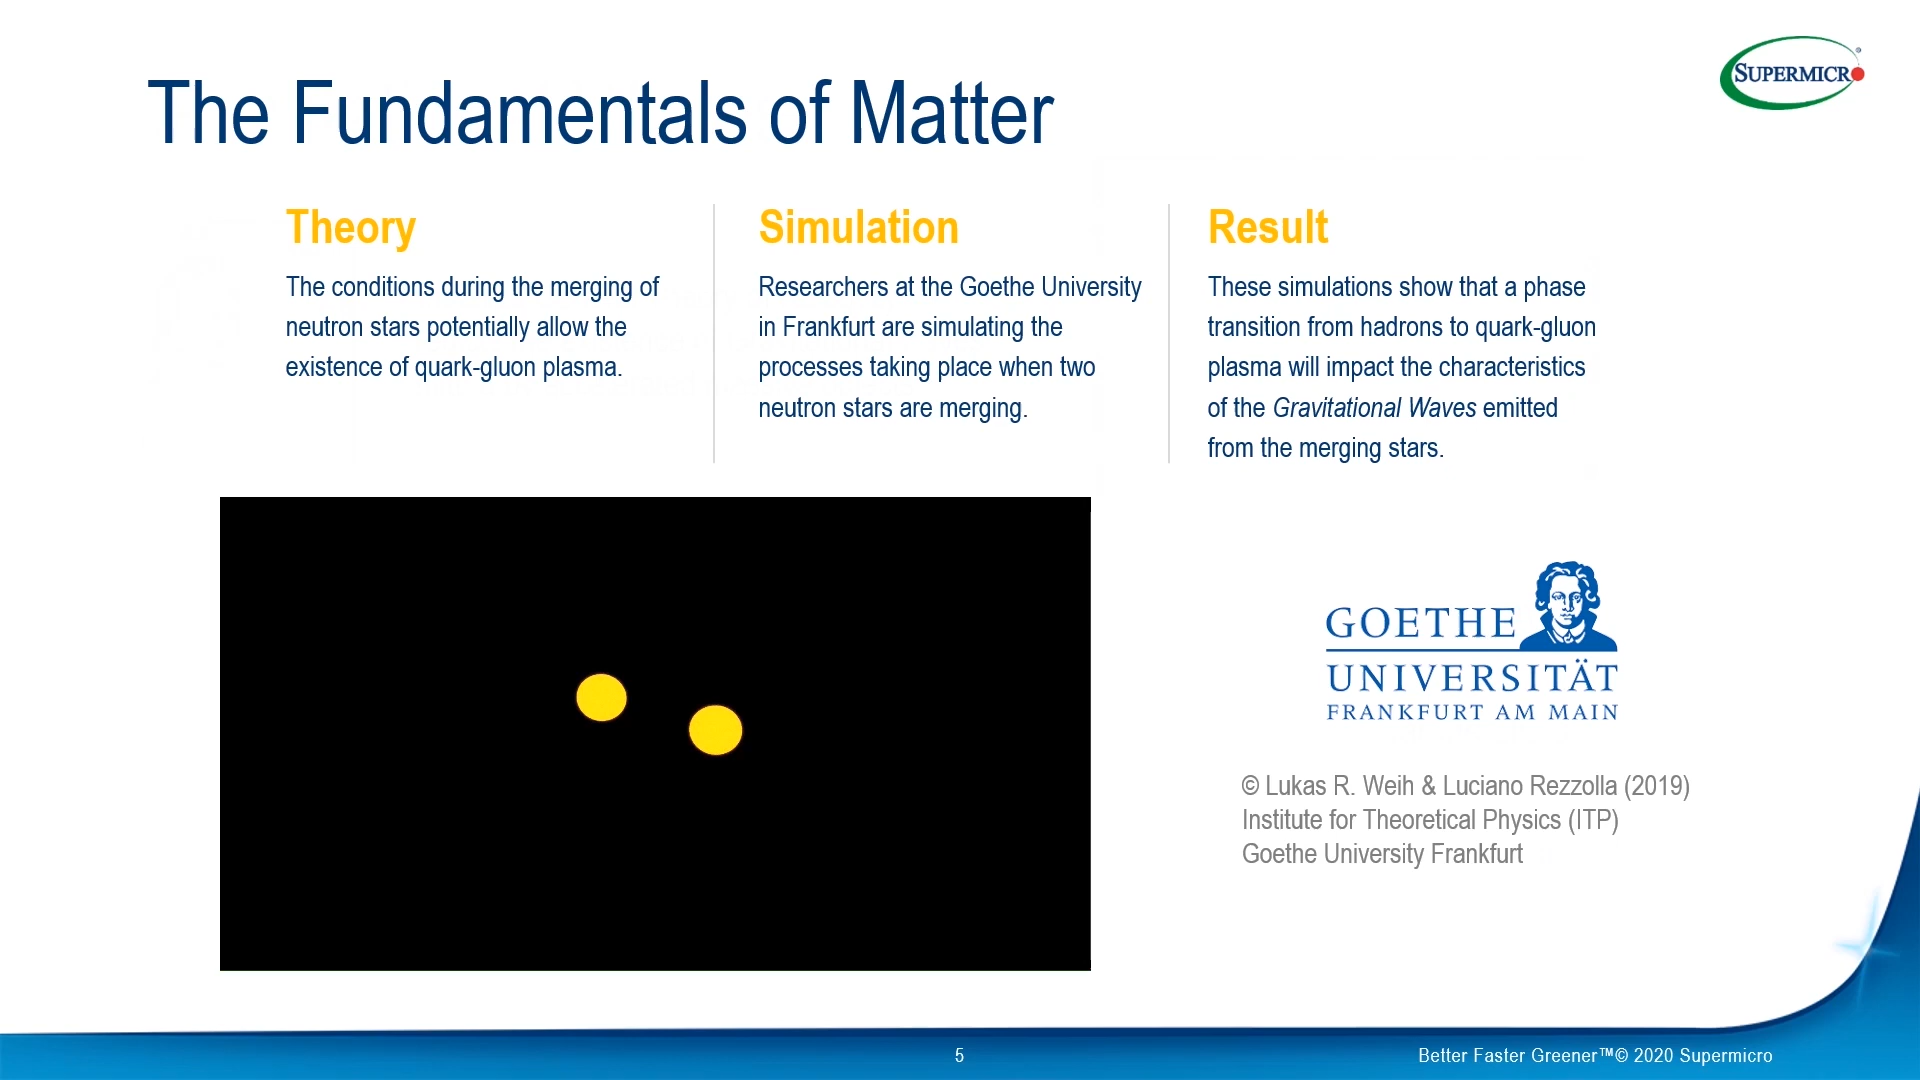 The Fundamentals of Matter
SUPERMICR
Theory
The conditions during the merging of
neutron stars potentially allow the
existence of quark-gluon plasma.
Simulation
Researchers at the Goethe University
in Frankfurt are simulating the
processes taking place when two
neutron stars are merging.
Result
These simulations show that a phase
transition from hadrons to quark-gluon
plasma will impact the characteristics
of the Gravitational Waves emitted
from the merging stars.
GOETHE
UNIVERSITÄT
FRANKFURT AM MAIN
© Lukas R. Weih & Luciano Rezzolla (2019)
Institute for Theoretical Physics (ITP)
Goethe University Frankfurt
5
Better Faster Greener™© 2020 Supermicro